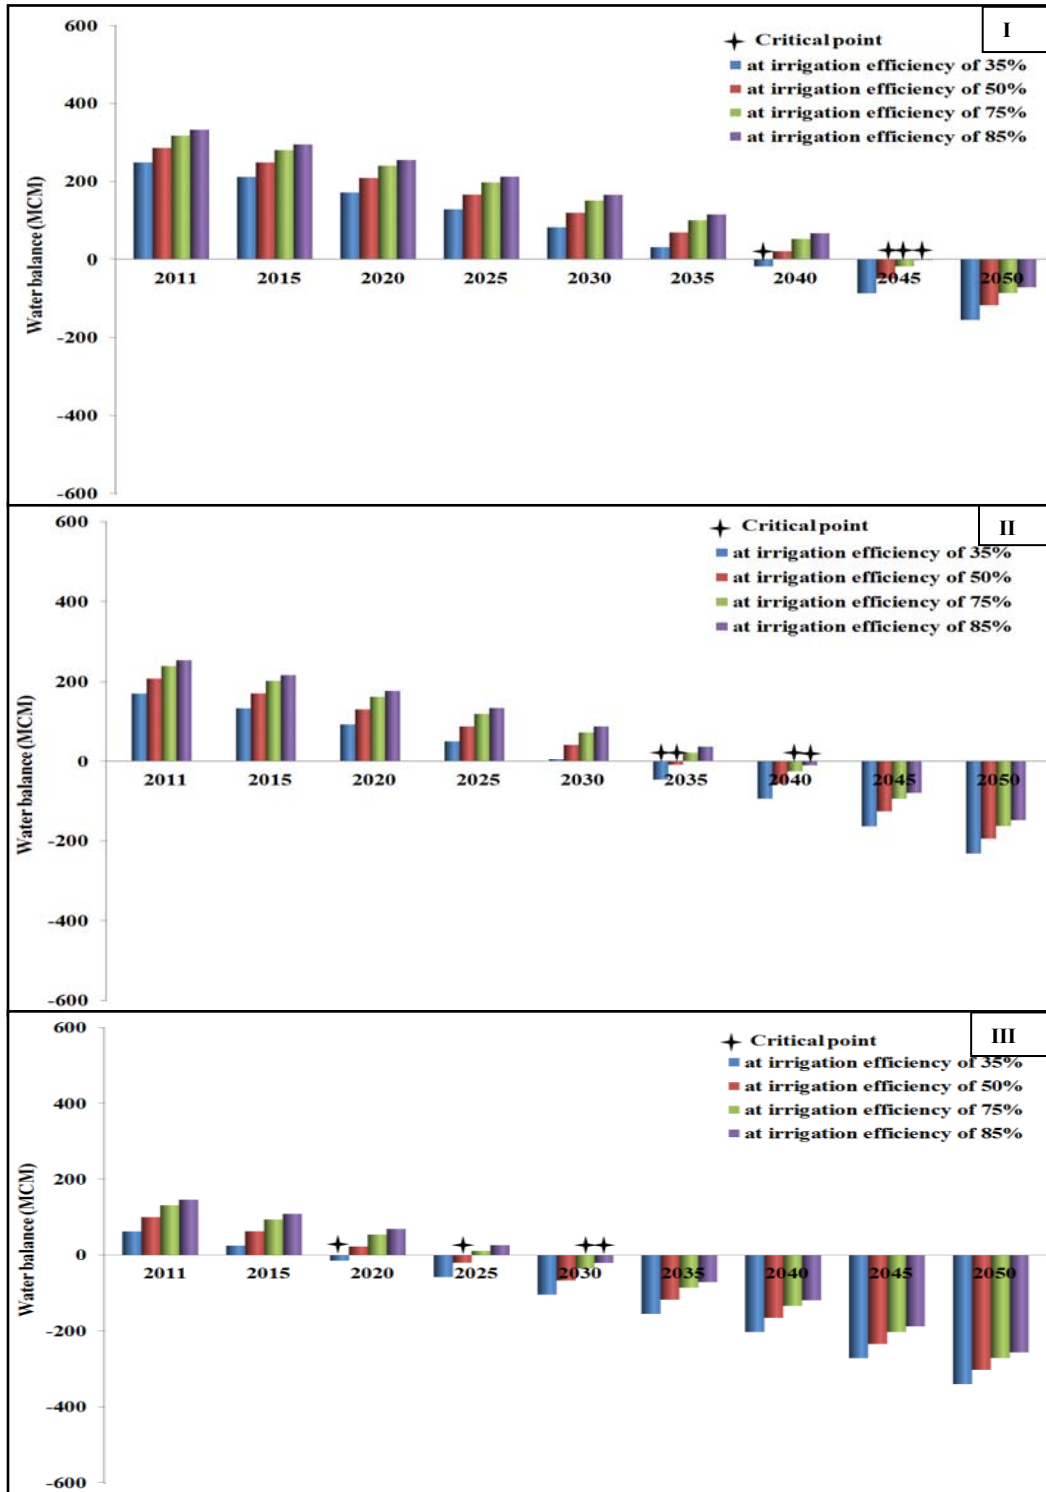 I
600
400
200
0
-200
-400
-600
Water balance (MCM)
Critical point
at irrigation efficiency of 35%
at irrigation efficiency of 50%
at irrigation efficiency of 75%
at irrigation efficiency of 85%
2011 2015 2020 2025 2030 2035 2040 2045 2050
II
600
400
200
0
-200
-400
-600
Water balance (MCM)
Critical point
at irrigation efficiency of 35%
at irrigation efficiency of 50%
at irrigation efficiency of 75%
at irrigation efficiency of 85%
2011 2015 2020 2025 2030 2035 2040 2045 2050
III
600
400
200
0
-200
-400
-600
Water balance (MCM)
Critical point
at irrigation efficiency of 35%
at irrigation efficiency of 50%
at irrigation efficiency of 75%
at irrigation efficiency of 85%
2011 2015 2020 2025 2030 2035 2040 2045 2050